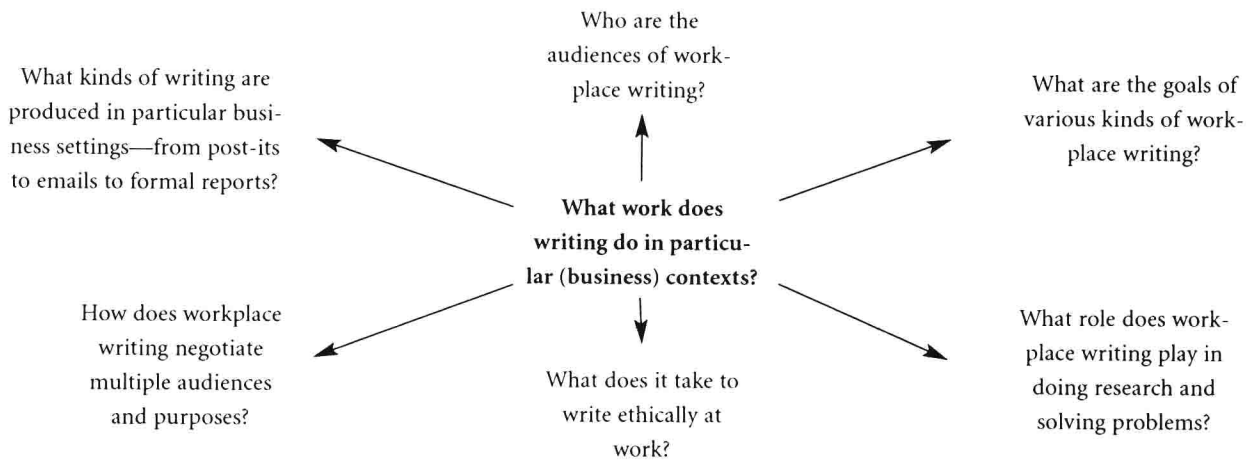 Who are the
audiences of work-
place writing?
What kinds of writing are
produced in particular busi-
ness settings—from post-its
to emails to formal reports?
What are the goals of
various kinds of work-
place writing?
What work does
writing do in particu-
lar (business) contexts?
How does workplace
writing negotiate
multiple audiences
and purposes?
What does it take to
write ethically at
work?
What role does work-
place writing play in
doing research and
solving problems?